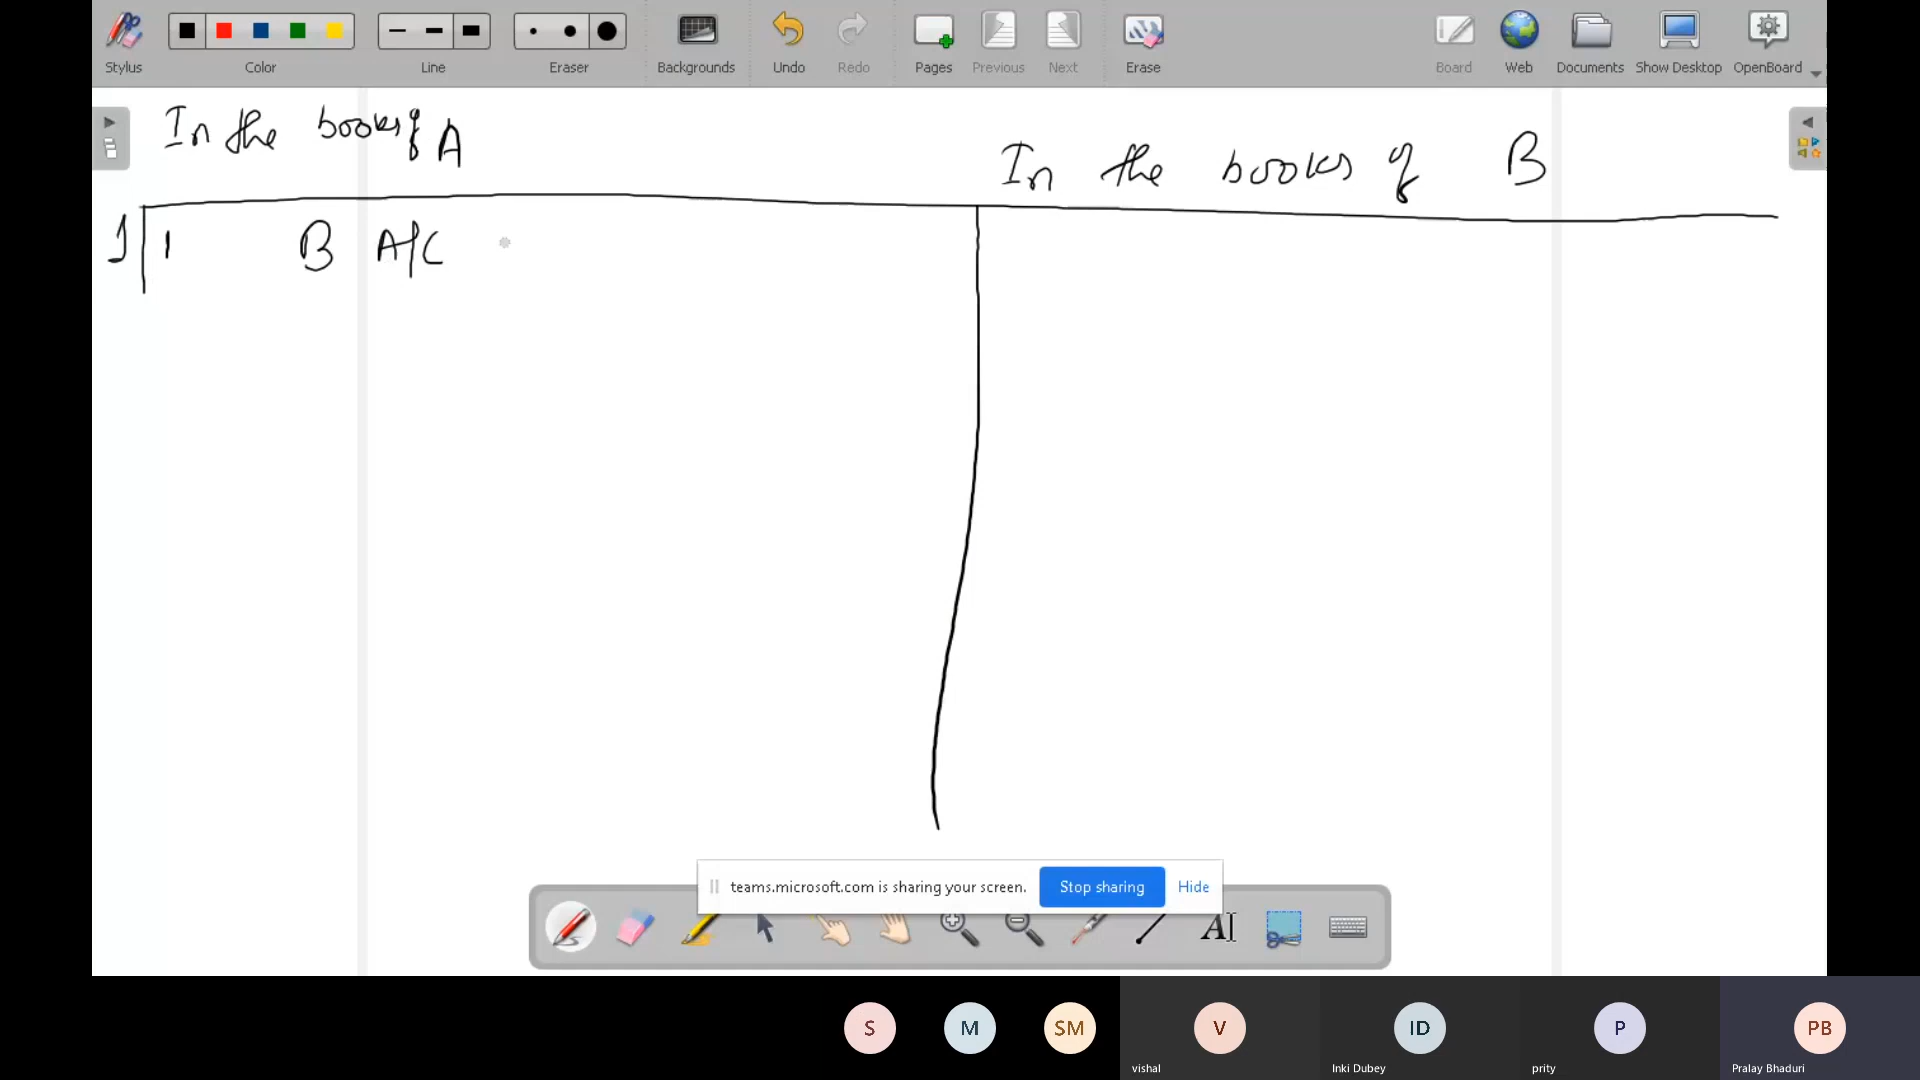 Stylus
Color
Line
Eraser
Backgrounds
Undo
Redo
Pages
Previous
Next
Erase
Board
Web
Documents
Show Desktop
OpenBoard
In the books of A
In the books of B
1 B A/C
teams.microsoft.com is sharing your screen.
Stop sharing
Hide
AI
S
M
SM
V
ID
P
PB
vishal
Inki Dubey
prity
Pralay Bhaduri